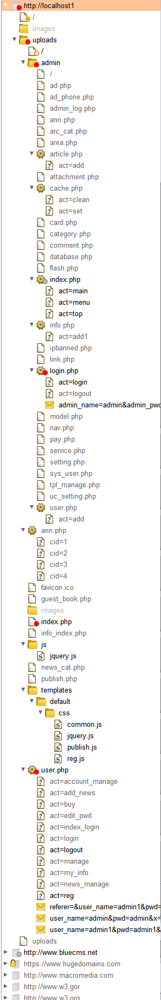 http://localhost1
/
images
uploads
/
admin
/
ad.php
ad_phone.php
admin_log.php
ann.php
arc_cat.php
area.php
article.php
act=add
attachment.php
cache.php
act=clean
act=set
card.php
category.php
comment.php
database.php
flash.php
index.php
act=main
act=menu
act=top
info.php
act=add1
ipbanned.php
link.php
login.php
act=login
act=logout
admin_name=admin&admin_pwd
model.php
nav.php
pay.php
service.php
setting.php
sys_user.php
tpl_manage.php
uc_setting.php
user.php
act=add
ann.php
cid=1
cid=2
cid=3
cid=4
favicon.ico
guest_book.php
images
index.php
info_index.php
js
jquery.js
news_cat.php
publish.php
templates
default
css
common.js
jquery.js
publish.js
reg.js
user.php
act=account_manage
act=add_news
act=buy
act=edit_pwd
act=index_login
act=login
act=logout
act=manage
act=my_info
act=news_manage
act=reg
referer=&user_name=admin1&pwd=
user_name=admin&pwd=admin&x=
user_name=admin1&pwd=admin1&
uploads
http://www.bluecms.net
https://www.hugedomains.com
http://www.macromedia.com
http://www.w3.gor
http://www.w3.org